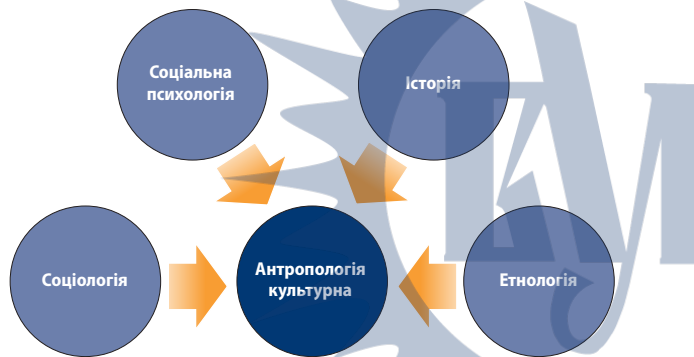 Соціальна
психологія
Історія
Соціологія
Антропологія
культурна
Етнологія